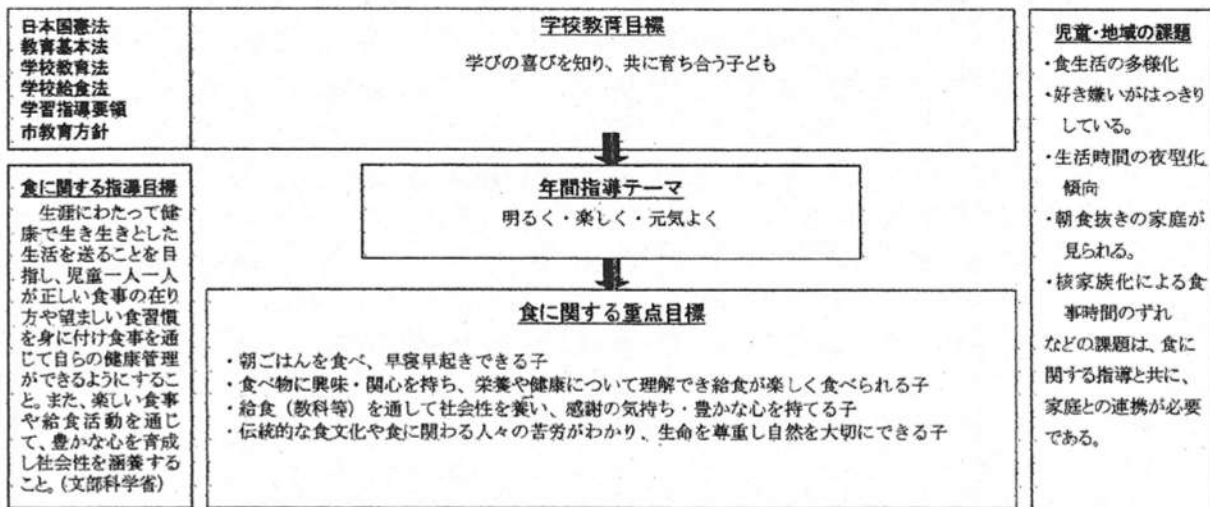 日本国憲法
教育基本法
学校教育法
学校給食法
学習指導要領
市教育方針
学校教育目標
学びの喜びを知り、共に育ち合う子ども
食に関する指導目標
生涯にわたって健
康で生き生きとした
生活を送ることを目
指し、児童一人一人
が正しい食事の在り
方や望ましい食習慣
を身に付け食事を通
じて自らの健康管理
ができるようにするこ
と。また、楽しい食事
や給食活動を通じ
て、豊かな心を育成
し社会性を涵養する
こと。(文部科学省)
年間指導テーマ
明るく・楽しく・元気よく
食に関する重点目標
・朝ごはんを食べ、早寝早起きできる子
・食べ物に興味・関心を持ち、栄養や健康について理解でき給食が楽しく食べられる子
・給食（教科等）を通して社会性を養い、感謝の気持ち・豊かな心を持てる子
・伝統的な食文化や食に関わる人々の苦労がわかり、生命を尊重し自然を大切にできる子
児童・地域の課題
・食生活の多様化
・好き嫌いがはっきり
している。
・生活時間の夜型化
傾向
・朝食抜きの家庭が
見られる。
・核家族化による食
事時間のずれ
などの課題は、食に
関する指導と共に、
家庭との連携が必要
である。